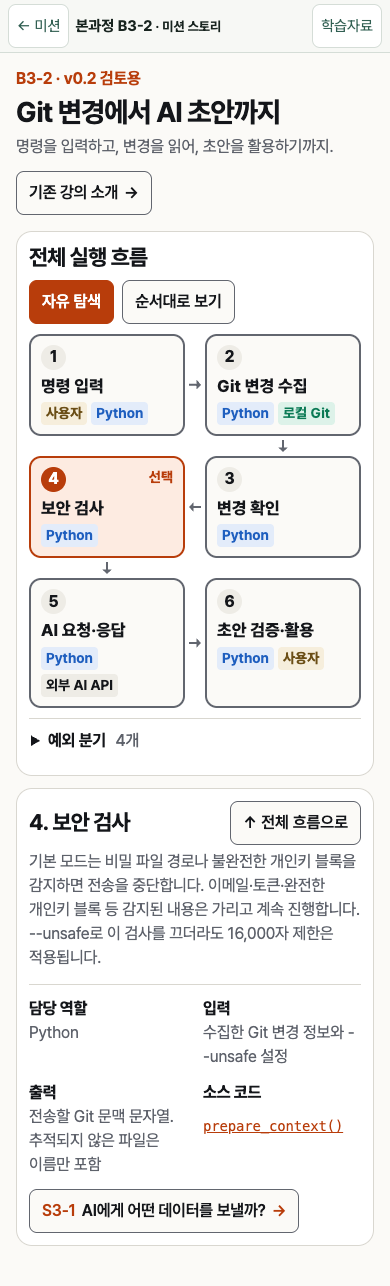 ← 미션
본과정 B3-2 · 미션 스토리
학습자료
B3-2 · v0.2 검토용
Git 변경에서 AI 초안까지
명령을 입력하고, 변경을 읽어, 초안을 활용하기까지.
기존 강의 소개 →
전체 실행 흐름
자유 탐색
순서대로 보기
1
명령 입력
사용자 Python
→
2
Git 변경 수집
Python 로컬 Git
↓
3
변경 확인
Python
←
4 선택
보안 검사
Python
↓
5
AI 요청·응답
Python
외부 AI API
→
6
초안 검증·활용
Python 사용자
▶ 예외 분기 4개
4. 보안 검사
↑ 전체 흐름으로
기본 모드는 비밀 파일 경로나 불완전한 개인키 블록을
감지하면 전송을 중단합니다. 이메일·토큰·완전한
개인키 블록 등 감지된 내용은 가리고 계속 진행합니다.
--unsafe로 이 검사를 끄더라도 16,000자 제한은
적용됩니다.
담당 역할
Python
입력
수집한 Git 변경 정보와 -
-unsafe 설정
출력
전송할 Git 문맥 문자열.
추적되지 않은 파일은
이름만 포함
소스 코드
prepare_context()
S3-1 AI에게 어떤 데이터를 보낼까? →